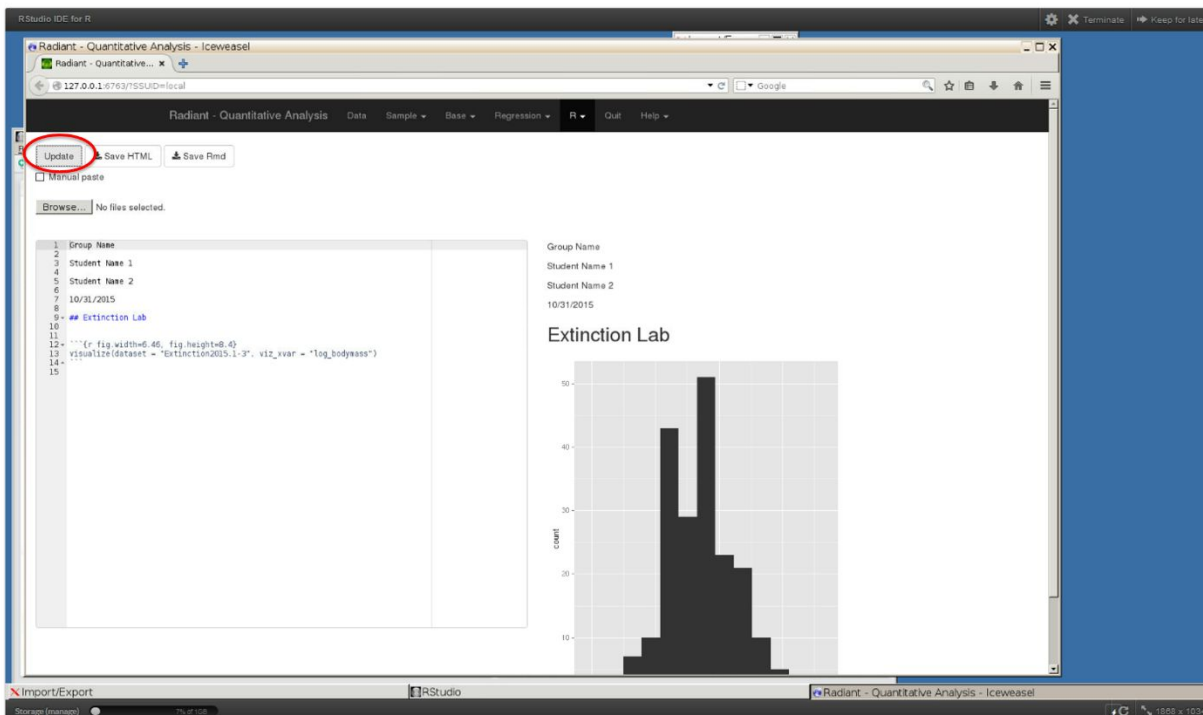 RStudio IDE for R
Terminate
Keep for late
Radiant - Quantitative Analysis - Iceweasel
Radiant - Quantitative...
127.0.0.1:6763/?SSUID=local
Google
Radiant - Quantitative Analysis Data Sample Base Regression R Quit Help
Update Save HTML Save Rmd
Manual paste
Browse... No files selected.
1 Group Name
2
3 Student Name 1
4
5 Student Name 2
6
7 10/31/2015
8
9 ## Extinction Lab
10
11
12 ```{r fig.width=6.46, fig.height=8.4}
13 visualize(dataset = "Extinction2015.1-3", viz_xvar = "log_bodymass")
14 ```
15
Group Name
Student Name 1
Student Name 2
10/31/2015
Extinction Lab
50
40
30
20
10
count
Import/Export
RStudio
Radiant - Quantitative Analysis - Iceweasel
Storage (manage) 7% of 1GB